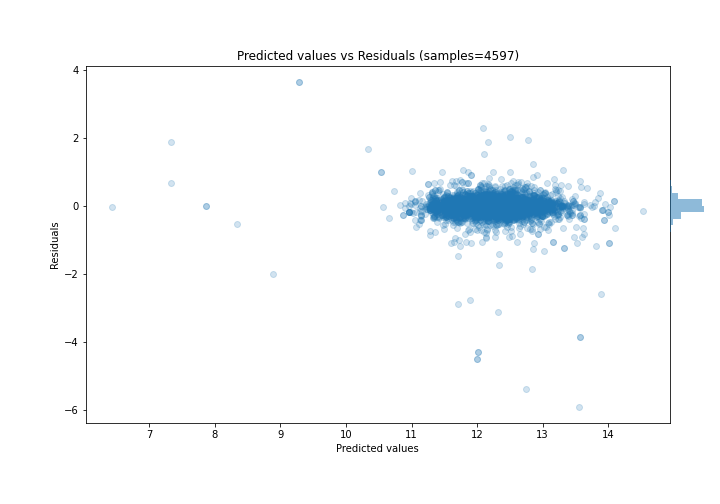 Predicted values vs Residuals (samples=4597)
4
2
0
−2
−4
−6
Residuals
7 8 9 10 11 12 13 14
Predicted values